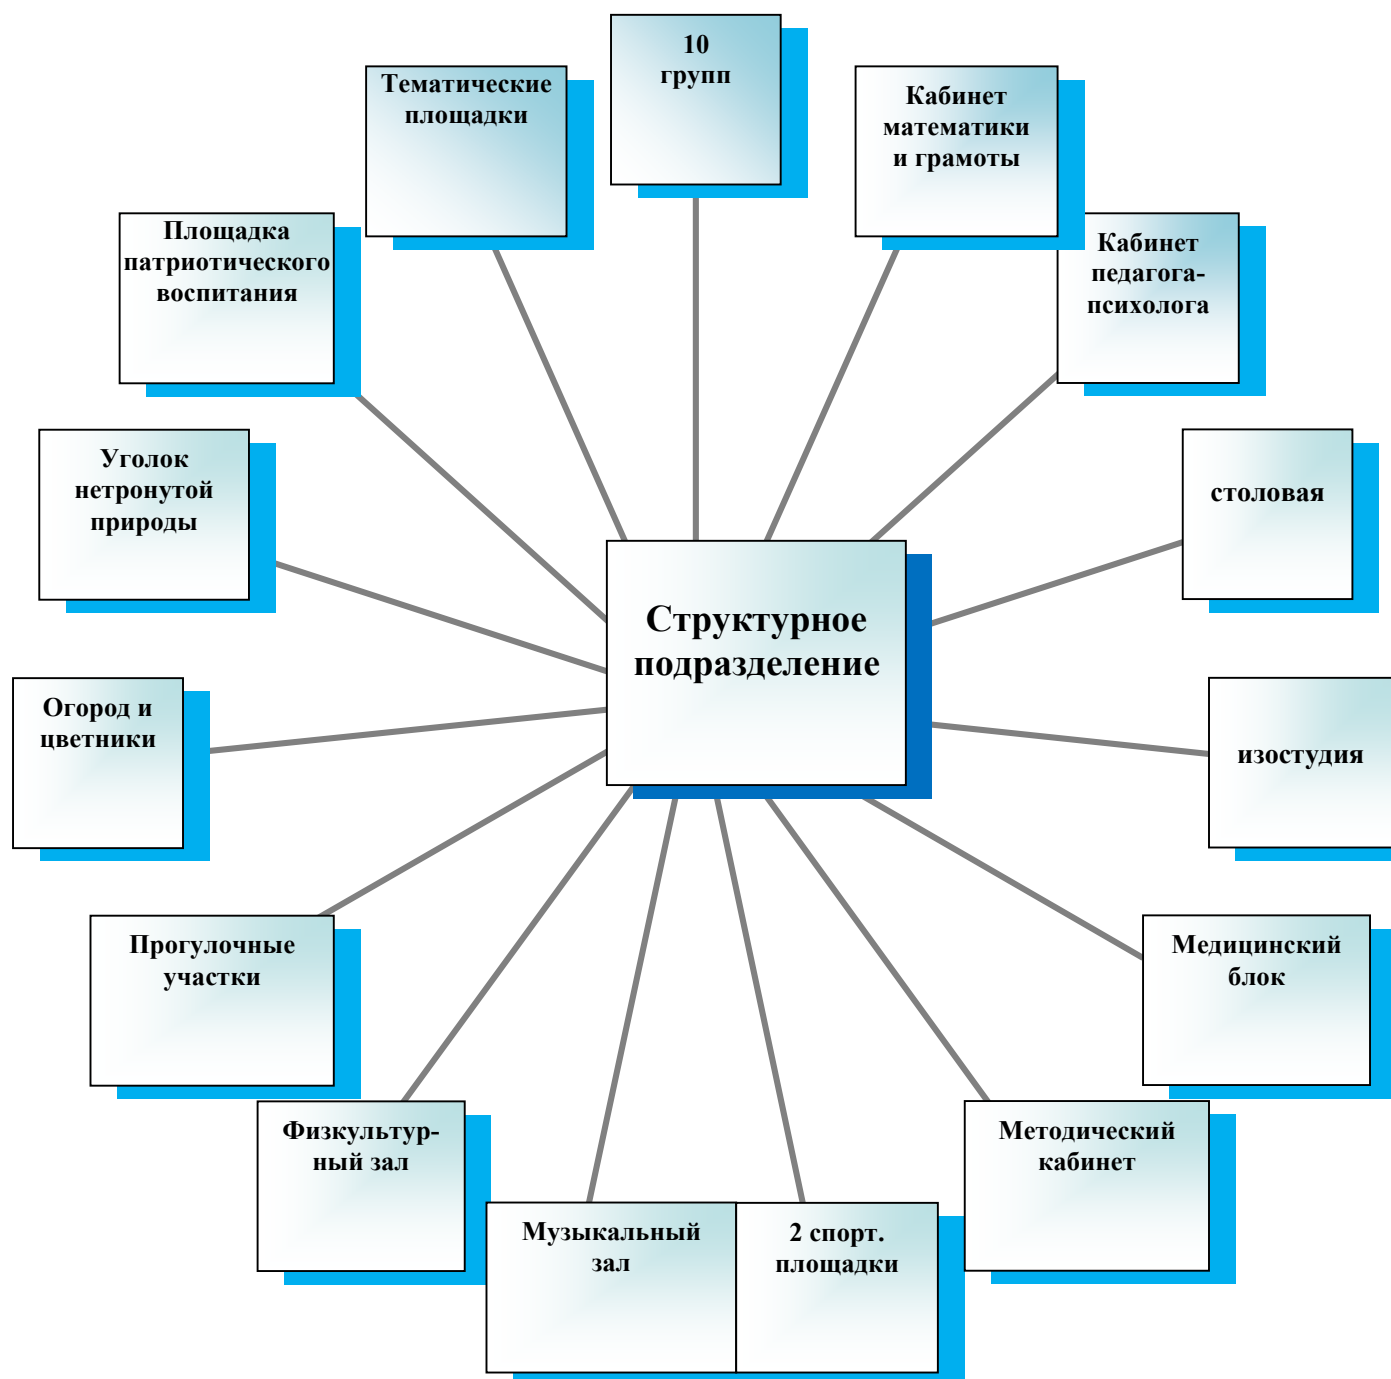 10
групп
Кабинет
математики
и грамоты
Кабинет
педагога-
психолога
столовая
изостудия
Медицинский
блок
Методический
кабинет
2 спорт.
площадки
Музыкальный
зал
Физкультур-
ный зал
Прогулочные
участки
Огород и
цветники
Уголок
нетронутой
природы
Площадка
патриотического
воспитания
Тематические
площадки
Структурное
подразделение